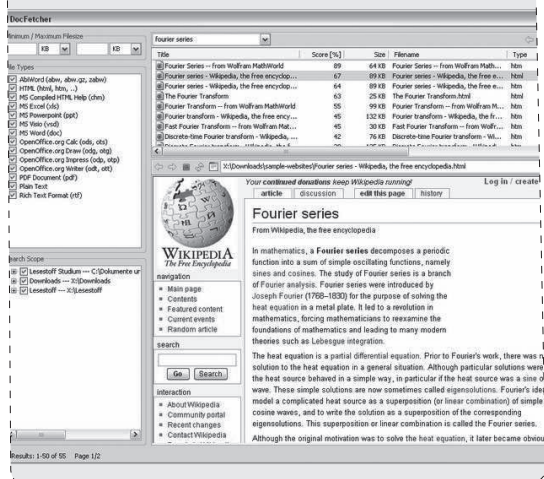 DocFetcher
Minimum / Maximum Filesize
KB KB
File Types
AbiWord (abw, abw.gz, zabw)
HTML (html, htm, ..)
MS Compiled HTML Help (chm)
MS Excel (xls)
MS Powerpoint (ppt)
MS Visio (vsd)
MS Word (doc)
OpenOffice.org Calc (ods, ots)
OpenOffice.org Draw (odg, otg)
OpenOffice.org Impress (odp, otp)
OpenOffice.org Writer (odt, ott)
PDF Document (pdf)
Plain Text
Rich Text Format (rtf)
Search Scope
Lesestoff Studium --- C:\Dokumente ur
Downloads --- X:\Downloads
Lesestoff --- X:\Lesestoff
fourier series
Title Score [%] Size Filename Type
Fourier Series -- from Wolfram MathWorld 89 64 KB Fourier Series -- from Wolfram MathW... htm
Fourier series - Wikipedia, the free encyclop... 67 89 KB Fourier series - Wikipedia, the free e... html
Fourier series - Wikipedia, the free encyclop... 64 89 KB Fourier series - Wikipedia, the free e... htm
The Fourier Transform 63 25 KB The Fourier Transform.html html
Fourier Transform -- from Wolfram MathWorld 55 99 KB Fourier Transform -- from Wolfram M... htm
Fourier transform - Wikipedia, the free ency... 45 132 KB Fourier transform - Wikipedia, the fr... htm
Fast Fourier Transform -- from Wolfram Mat... 45 30 KB Fast Fourier Transform -- from Wolfr... htm
Discrete-time Fourier transform - Wikipedia, ... 42 76 KB Discrete-time Fourier transform - Wi... htm
X:\Downloads\sample-websites\Fourier series - Wikipedia, the free encyclopedia.html
Your continued donations keep Wikipedia running! Log in / create
article discussion edit this page history
WIKIPEDIA
The Free Encyclopedia
navigation
Main page
Contents
Featured content
Current events
Random article
search
Go Search
interaction
About Wikipedia
Community portal
Recent changes
Contact Wikipedia
Fourier series
From Wikipedia, the free encyclopedia
In mathematics, a Fourier series decomposes a periodic
function into a sum of simple oscillating functions, namely
sines and cosines. The study of Fourier series is a branch
of Fourier analysis. Fourier series were introduced by
Joseph Fourier (1768–1830) for the purpose of solving the
heat equation in a metal plate. It led to a revolution in
mathematics, forcing mathematicians to reexamine the
foundations of mathematics and leading to many modern
theories such as Lebesgue integration.
The heat equation is a partial differential equation. Prior to Fourier's work, there was n
solution to the heat equation in a general situation. Although particular solutions were
the heat source behaved in a simple way, in particular if the heat source was a sine o
wave. These simple solutions are now sometimes called eigensolutions. Fourier's idea
model a complicated heat source as a superposition (or linear combination) of simple
cosine waves, and to write the solution as a superposition of the corresponding
eigensolutions. This superposition or linear combination is called the Fourier series.
Although the original motivation was to solve the heat equation, it later became obviou
Results: 1-50 of 55 Page 1/2